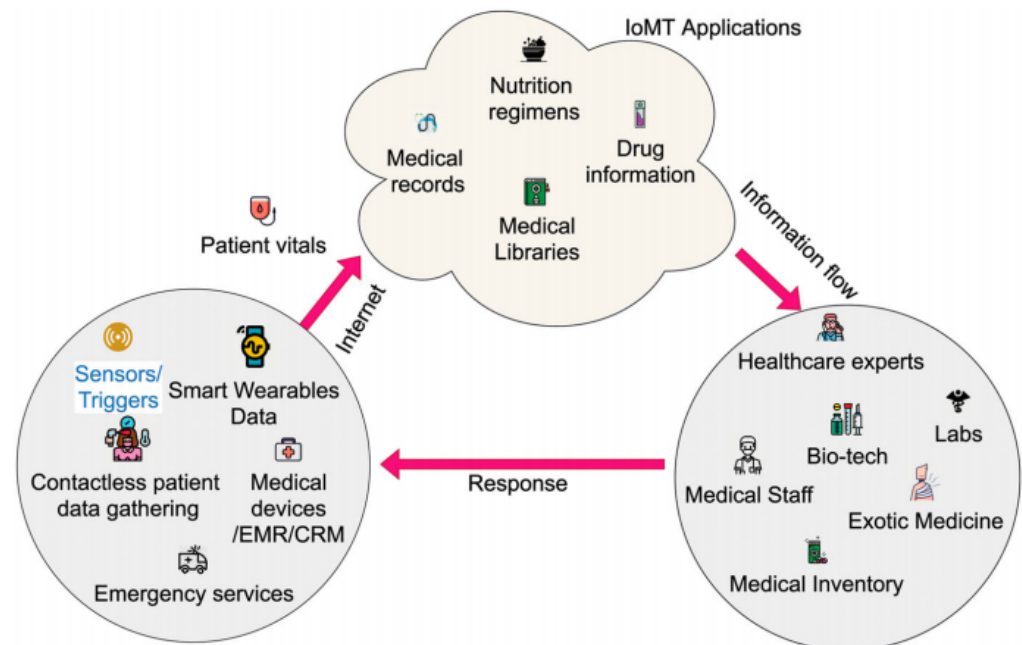 IoMT Applications
Nutrition
regimens
Medical
records
Drug
information
Medical
Libraries
Patient vitals
Internet
Information flow
Sensors/
Triggers
Smart Wearables
Data
Contactless patient
data gathering
Medical
devices
/EMR/CRM
Emergency services
Response
Healthcare experts
Labs
Bio-tech
Medical Staff
Exotic Medicine
Medical Inventory